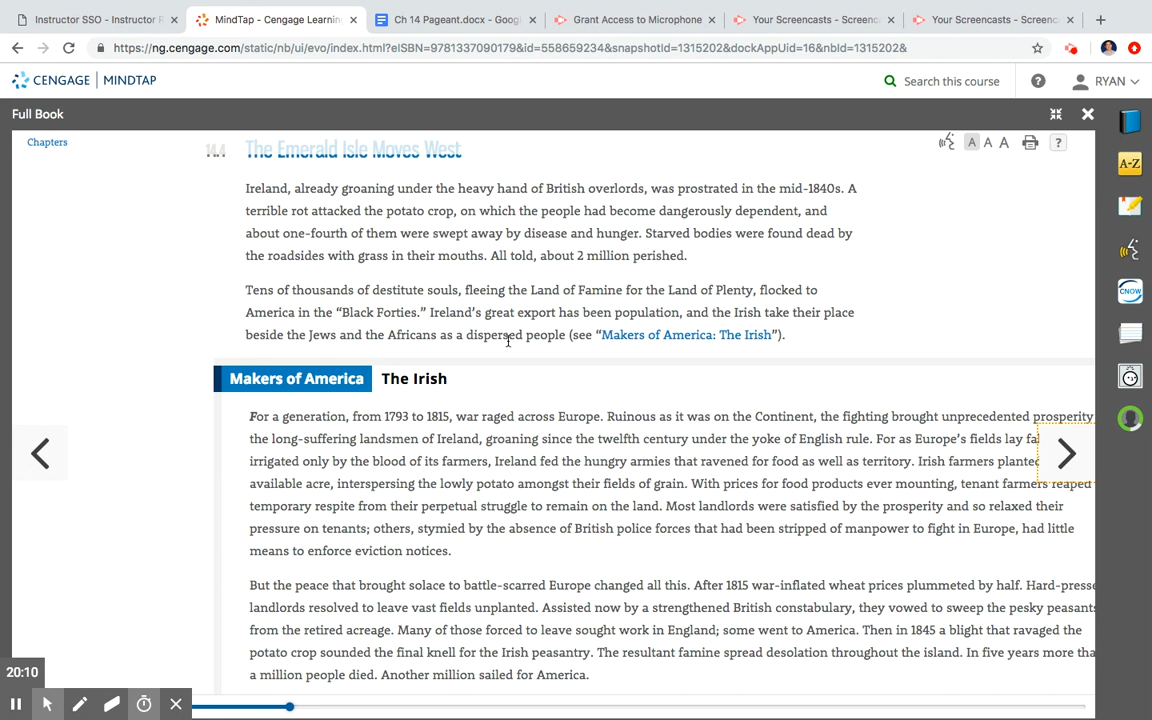 Instructor SSO - Instructor R
MindTap - Cengage Learnin
Ch 14 Pageant.docx - Goog
Grant Access to Microphone
Your Screencasts - Screenc
Your Screencasts - Screenc
https://ng.cengage.com/static/nb/ui/evo/index.html?eISBN=9781337090179&id=558659234&snapshotId=1315202&dockAppUid=16&nbId=1315202&
CENGAGE | MINDTAP
Search this course
?
RYAN
Full Book
Chapters
14.4 The Emerald Isle Moves West
A A A ?
A-Z
CNOW
Ireland, already groaning under the heavy hand of British overlords, was prostrated in the mid-1840s. A
terrible rot attacked the potato crop, on which the people had become dangerously dependent, and
about one-fourth of them were swept away by disease and hunger. Starved bodies were found dead by
the roadsides with grass in their mouths. All told, about 2 million perished.
Tens of thousands of destitute souls, fleeing the Land of Famine for the Land of Plenty, flocked to
America in the “Black Forties.” Ireland’s great export has been population, and the Irish take their place
beside the Jews and the Africans as a dispersed people (see “Makers of America: The Irish”).
Makers of America The Irish
For a generation, from 1793 to 1815, war raged across Europe. Ruinous as it was on the Continent, the fighting brought unprecedented prosperity
the long-suffering landsmen of Ireland, groaning since the twelfth century under the yoke of English rule. For as Europe’s fields lay fa
irrigated only by the blood of its farmers, Ireland fed the hungry armies that ravened for food as well as territory. Irish farmers planted
available acre, interspersing the lowly potato amongst their fields of grain. With prices for food products ever mounting, tenant farmers reaped
temporary respite from their perpetual struggle to remain on the land. Most landlords were satisfied by the prosperity and so relaxed their
pressure on tenants; others, stymied by the absence of British police forces that had been stripped of manpower to fight in Europe, had little
means to enforce eviction notices.
But the peace that brought solace to battle-scarred Europe changed all this. After 1815 war-inflated wheat prices plummeted by half. Hard-presse
landlords resolved to leave vast fields unplanted. Assisted now by a strengthened British constabulary, they vowed to sweep the pesky peasants
from the retired acreage. Many of those forced to leave sought work in England; some went to America. Then in 1845 a blight that ravaged the
potato crop sounded the final knell for the Irish peasantry. The resultant famine spread desolation throughout the island. In five years more tha
a million people died. Another million sailed for America.
20:10